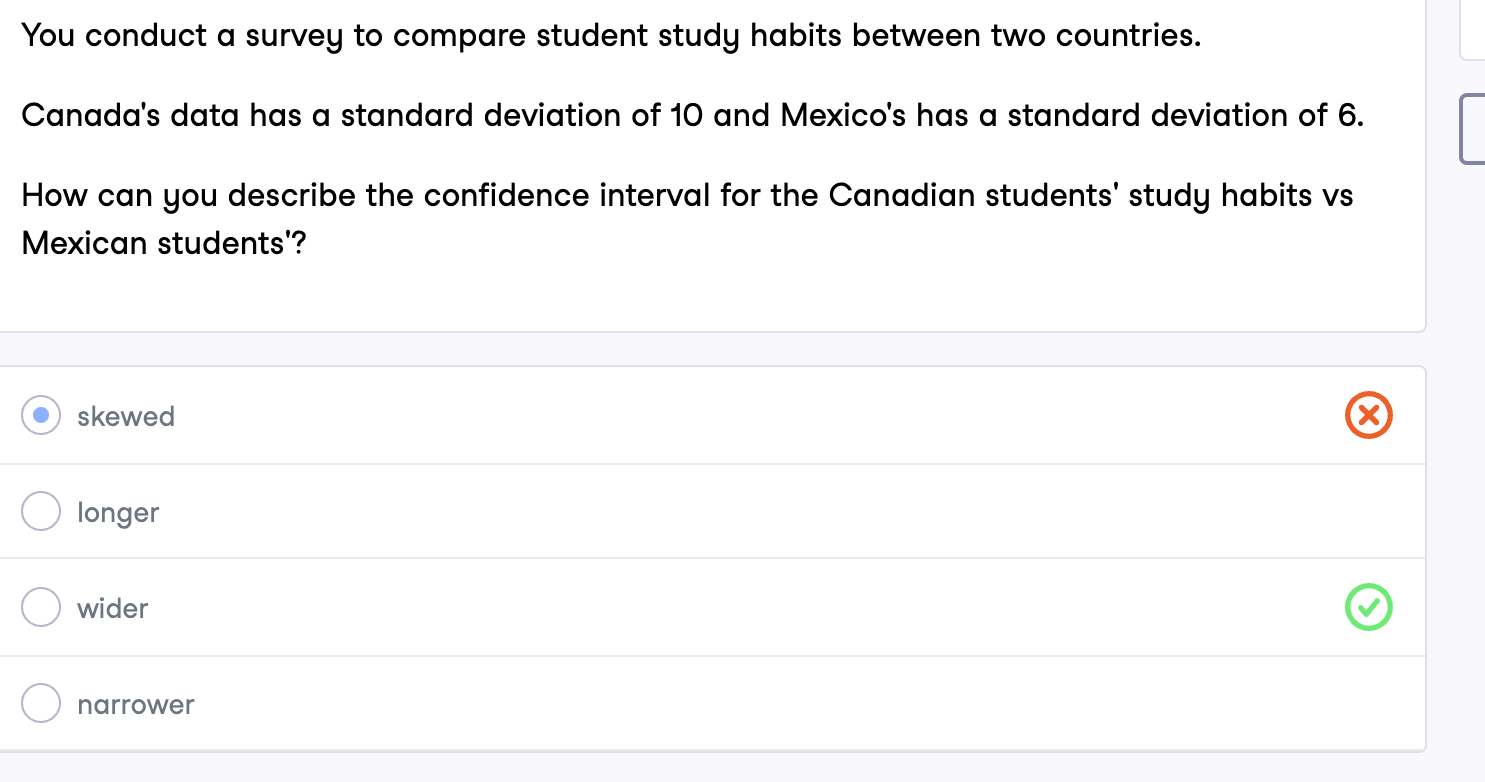 You conduct a survey to compare student study habits between two countries.
Canada's data has a standard deviation of 10 and Mexico's has a standard deviation of 6.
How can you describe the confidence interval for the Canadian students' study habits vs
Mexican students'?
skewed
longer
wider
narrower